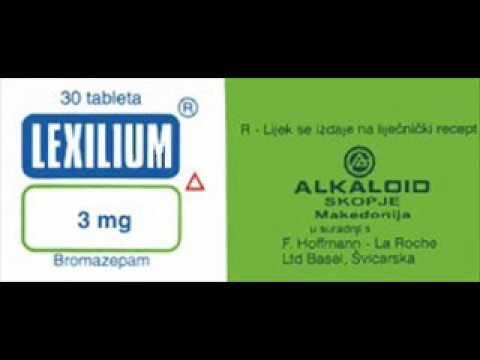 30 tableta
®
LEXILIUM
3 mg
Bromazepam
R - Lijek se izdaje na liječnički recept
ALKALOID
SKOPJE
Makedonija
u suradnji s
F. Hoffmann - La Roche
Ltd Basel, Švicarska